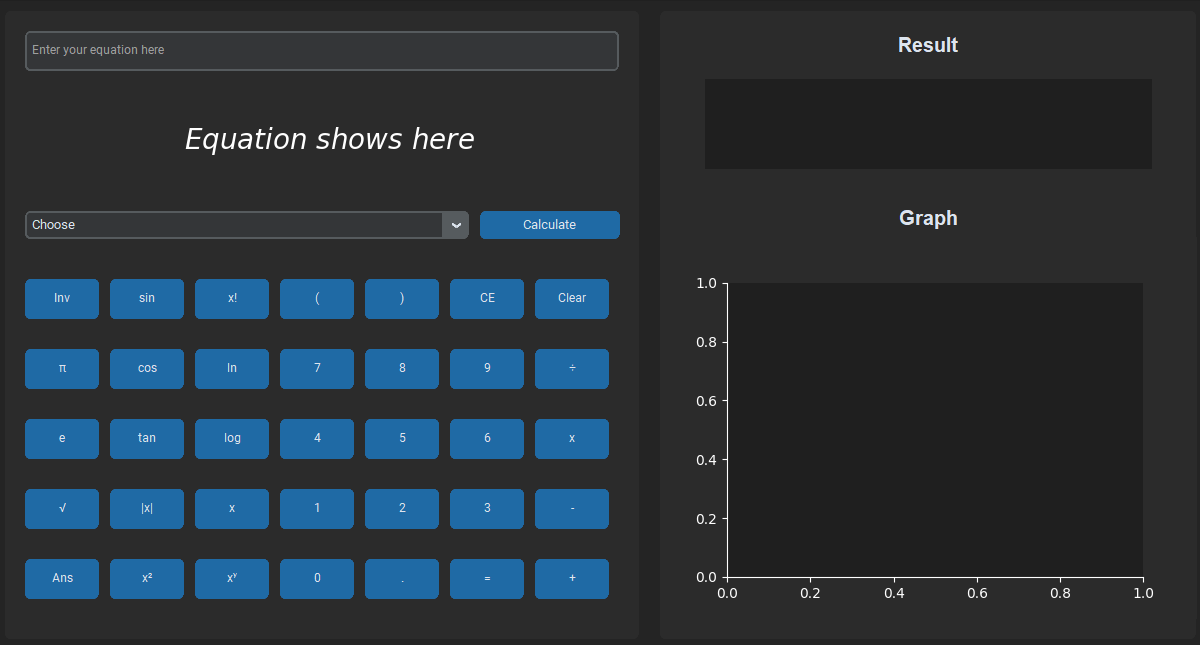 Enter your equation here
Equation shows here
Choose
Calculate
Inv sin x! ( ) CE Clear
π cos ln 7 8 9 ÷
e tan log 4 5 6 x
√ |x| x 1 2 3 -
Ans x² xʸ 0 . = +
Result
Graph
1.0
0.8
0.6
0.4
0.2
0.0
0.0 0.2 0.4 0.6 0.8 1.0